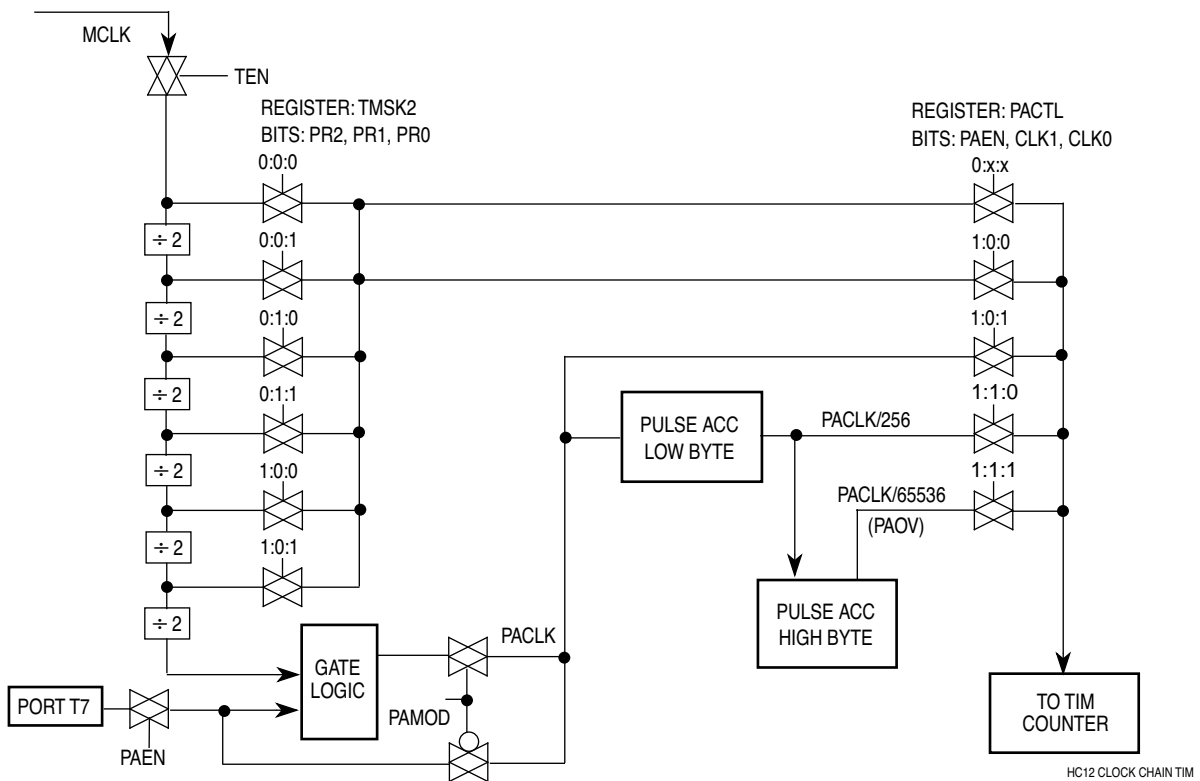 MCLK
TEN
REGISTER: TMSK2
BITS: PR2, PR1, PR0
REGISTER: PACTL
BITS: PAEN, CLK1, CLK0
0:0:0
0:x:x
÷ 2
0:0:1
1:0:0
÷ 2
0:1:0
1:0:1
÷ 2
0:1:1
1:1:0
PULSE ACC
LOW BYTE
PACLK/256
÷ 2
1:0:0
1:1:1
PACLK/65536
(PAOV)
÷ 2
1:0:1
÷ 2
PULSE ACC
HIGH BYTE
GATE
LOGIC
PACLK
PORT T7
PAMOD
PAEN
TO TIM
COUNTER
HC12 CLOCK CHAIN TIM